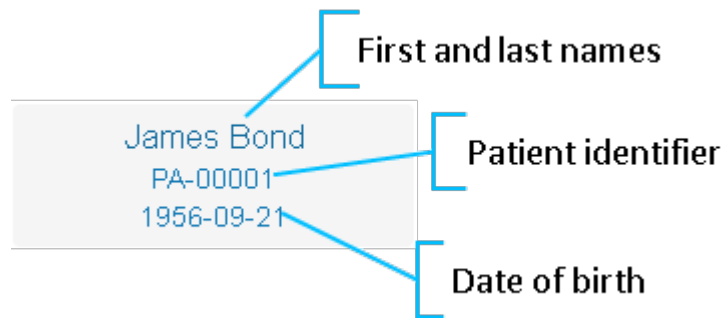 First and last names
James Bond
PA-00001
Patient identifier
1956-09-21
Date of birth